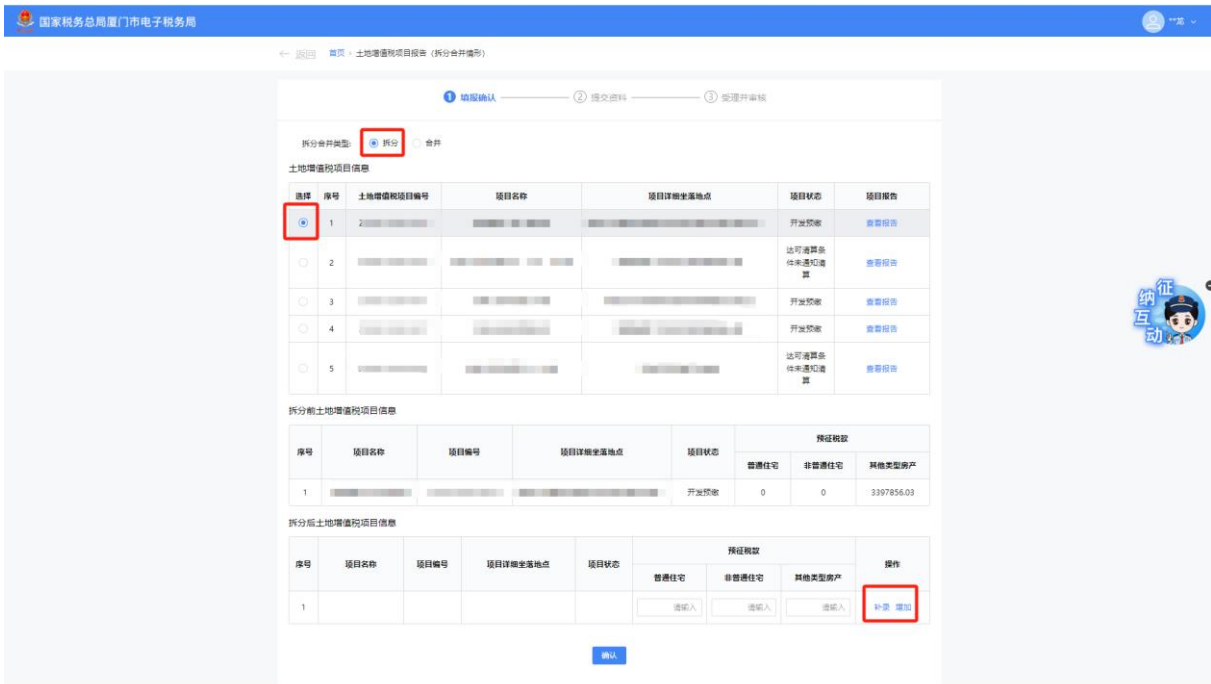 国家税务总局厦门市电子税务局
**龙
← 返回 首页 › 土地增值税项目报告（拆分合并情形）
1 填报确认 2 提交资料 3 受理并审核
拆分合并类型: 拆分 合并
土地增值税项目信息
选择 序号 土地增值税项目编号 项目名称 项目详细坐落地点 项目状态 项目报告
1 2 开发预缴 查看报告
2 达可清算条件未通知清算 查看报告
3 开发预缴 查看报告
4 开发预缴 查看报告
5 达可清算条件未通知清算 查看报告
征纳互动
拆分前土地增值税项目信息
序号 项目名称 项目编号 项目详细坐落地点 项目状态 预征税款
普通住宅 非普通住宅 其他类型房产
1 开发预缴 0 0 3397856.03
拆分后土地增值税项目信息
序号 项目名称 项目编号 项目详细坐落地点 项目状态 预征税款 操作
普通住宅 非普通住宅 其他类型房产
1 请输入 请输入 请输入 补录 增加
确认